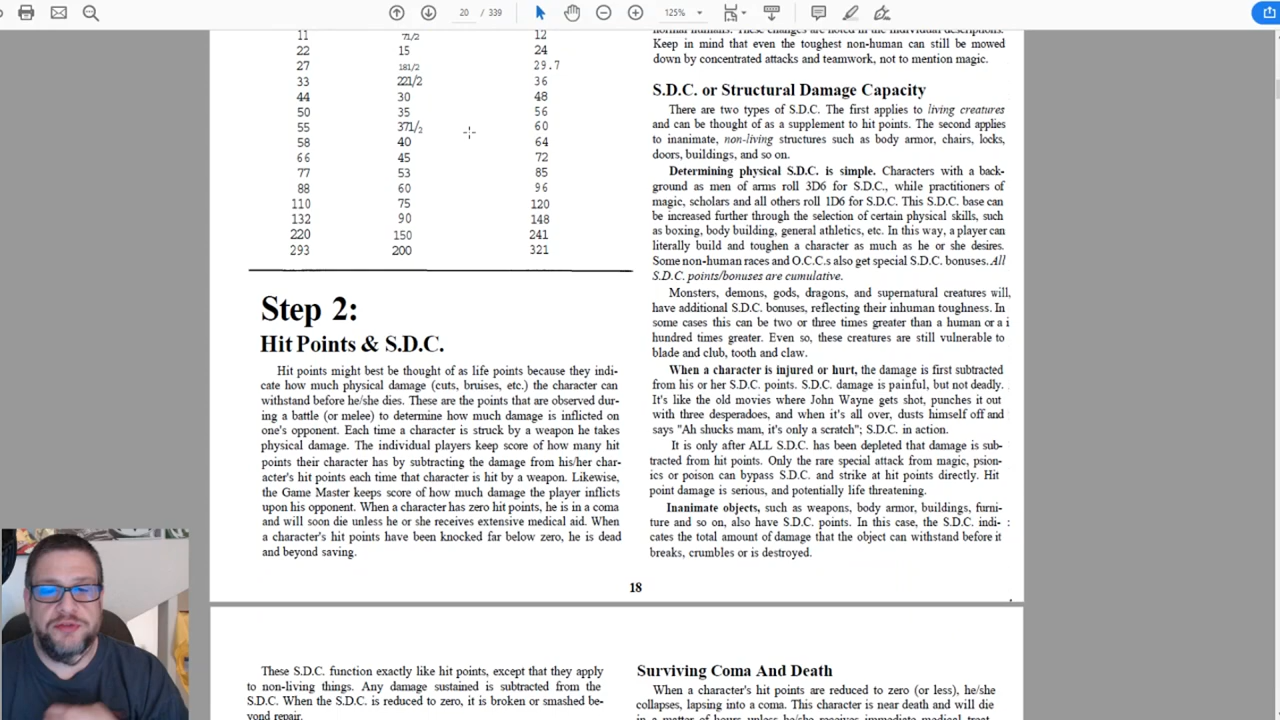 20 / 339
125%
11 71/2 12
22 15 24
27 181/2 29.7
33 221/2 36
44 30 48
50 35 56
55 371/2 60
58 40 64
66 45 72
77 53 85
88 60 96
110 75 120
132 90 148
220 150 241
293 200 321
Step 2:
Hit Points & S.D.C.
Hit points might best be thought of as life points because they indi-
cate how much physical damage (cuts, bruises, etc.) the character can
withstand before he/she dies. These are the points that are observed dur-
ing a battle (or melee) to determine how much damage is inflicted on
one's opponent. Each time a character is struck by a weapon he takes
physical damage. The individual players keep score of how many hit
points their character has by subtracting the damage from his/her char-
acter's hit points each time that character is hit by a weapon. Likewise,
the Game Master keeps score of how much damage the player inflicts
upon his opponent. When a character has zero hit points, he is in a coma
and will soon die unless he or she receives extensive medical aid. When
a character's hit points have been knocked far below zero, he is dead
and beyond saving.
normal humans. These changes are noted in the individual descriptions.
Keep in mind that even the toughest non-human can still be mowed
down by concentrated attacks and teamwork, not to mention magic.
S.D.C. or Structural Damage Capacity
There are two types of S.D.C. The first applies to living creatures
and can be thought of as a supplement to hit points. The second applies
to inanimate, non-living structures such as body armor, chairs, locks,
doors, buildings, and so on.
Determining physical S.D.C. is simple. Characters with a back-
ground as men of arms roll 3D6 for S.D.C., while practitioners of
magic, scholars and all others roll 1D6 for S.D.C. This S.D.C. base can
be increased further through the selection of certain physical skills, such
as boxing, body building, general athletics, etc. In this way, a player can
literally build and toughen a character as much as he or she desires.
Some non-human races and O.C.C.s also get special S.D.C. bonuses. All
S.D.C. points/bonuses are cumulative.
Monsters, demons, gods, dragons, and supernatural creatures will,
have additional S.D.C. bonuses, reflecting their inhuman toughness. In
some cases this can be two or three times greater than a human or a i
hundred times greater. Even so, these creatures are still vulnerable to
blade and club, tooth and claw.
When a character is injured or hurt, the damage is first subtracted
from his or her S.D.C. points. S.D.C. damage is painful, but not deadly.
It's like the old movies where John Wayne gets shot, punches it out
with three desperadoes, and when it's all over, dusts himself off and
says "Ah shucks mam, it's only a scratch"; S.D.C. in action.
It is only after ALL S.D.C. has been depleted that damage is sub-
tracted from hit points. Only the rare special attack from magic, psion-
ics or poison can bypass S.D.C. and strike at hit points directly. Hit
point damage is serious, and potentially life threatening.
Inanimate objects, such as weapons, body armor, buildings, furni-
ture and so on, also have S.D.C. points. In this case, the S.D.C. indi- :
cates the total amount of damage that the object can withstand before it
breaks, crumbles or is destroyed.
18
These S.D.C. function exactly like hit points, except that they apply
to non-living things. Any damage sustained is subtracted from the
S.D.C. When the S.D.C. is reduced to zero, it is broken or smashed be-
yond repair.
Surviving Coma And Death
When a character's hit points are reduced to zero (or less), he/she
collapses, lapsing into a coma. This character is near death and will die
in a matter of hours unless he/she receives immediate medical treat-